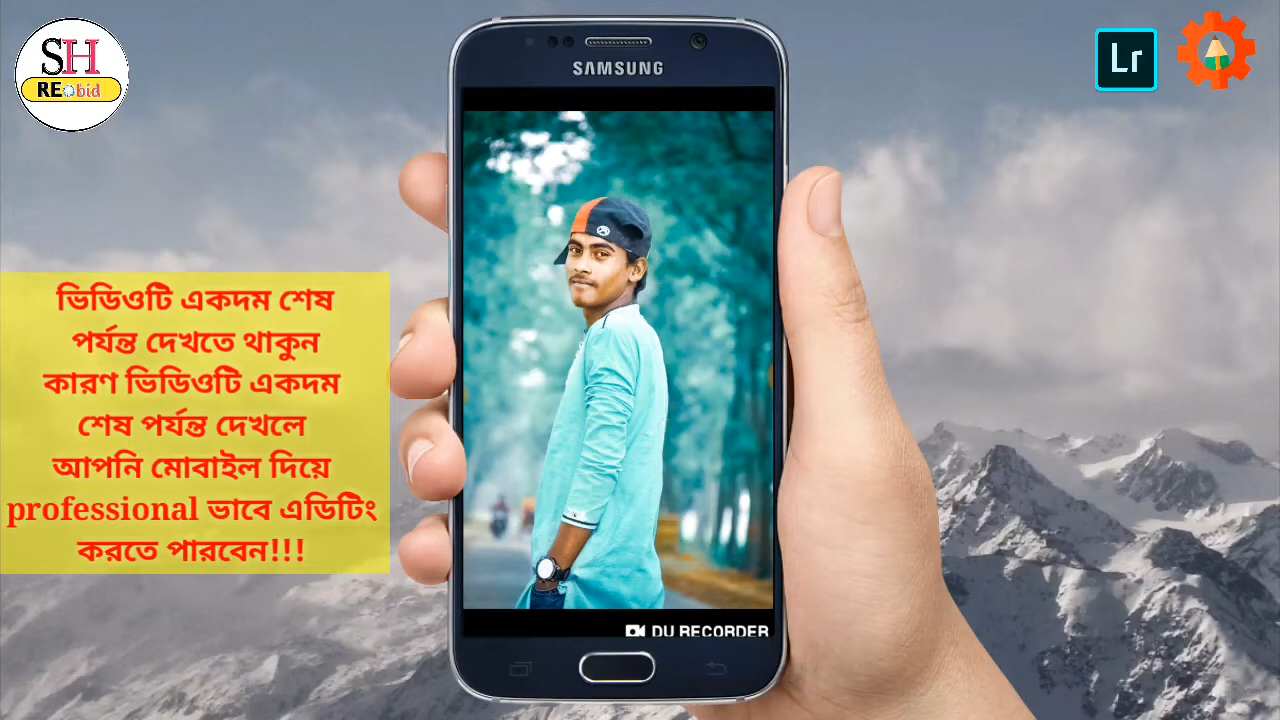 SH
REobid
Lr
SAMSUNG
ভিডিওটি একদম শেষ
পর্যন্ত দেখতে থাকুন
কারণ ভিডিওটি একদম
শেষ পর্যন্ত দেখলে
আপনি মোবাইল দিয়ে
professional ভাবে এডিটিং
করতে পারবেন!!!
DU RECORDER